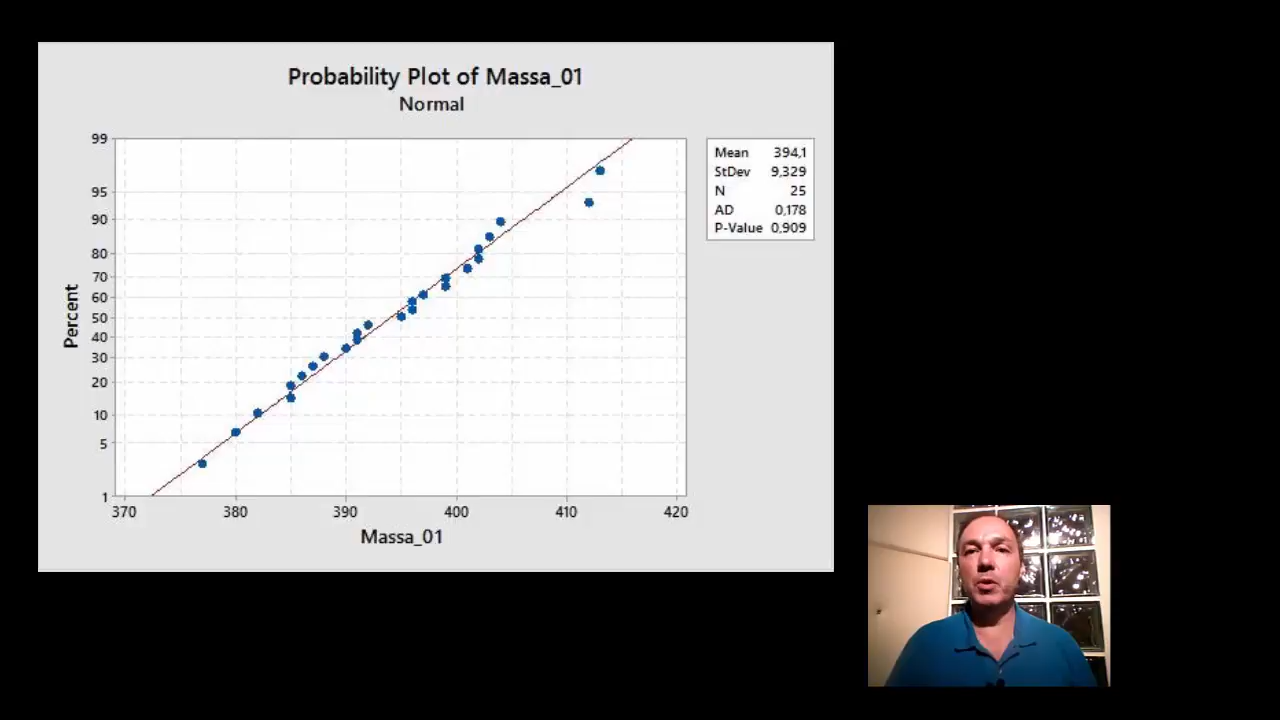 Probability Plot of Massa_01
Normal
99
95
90
80
70
60
50
40
30
20
10
5
1
Percent
370 380 390 400 410 420
Massa_01
Mean 394,1
StDev 9,329
N 25
AD 0,178
P-Value 0,909